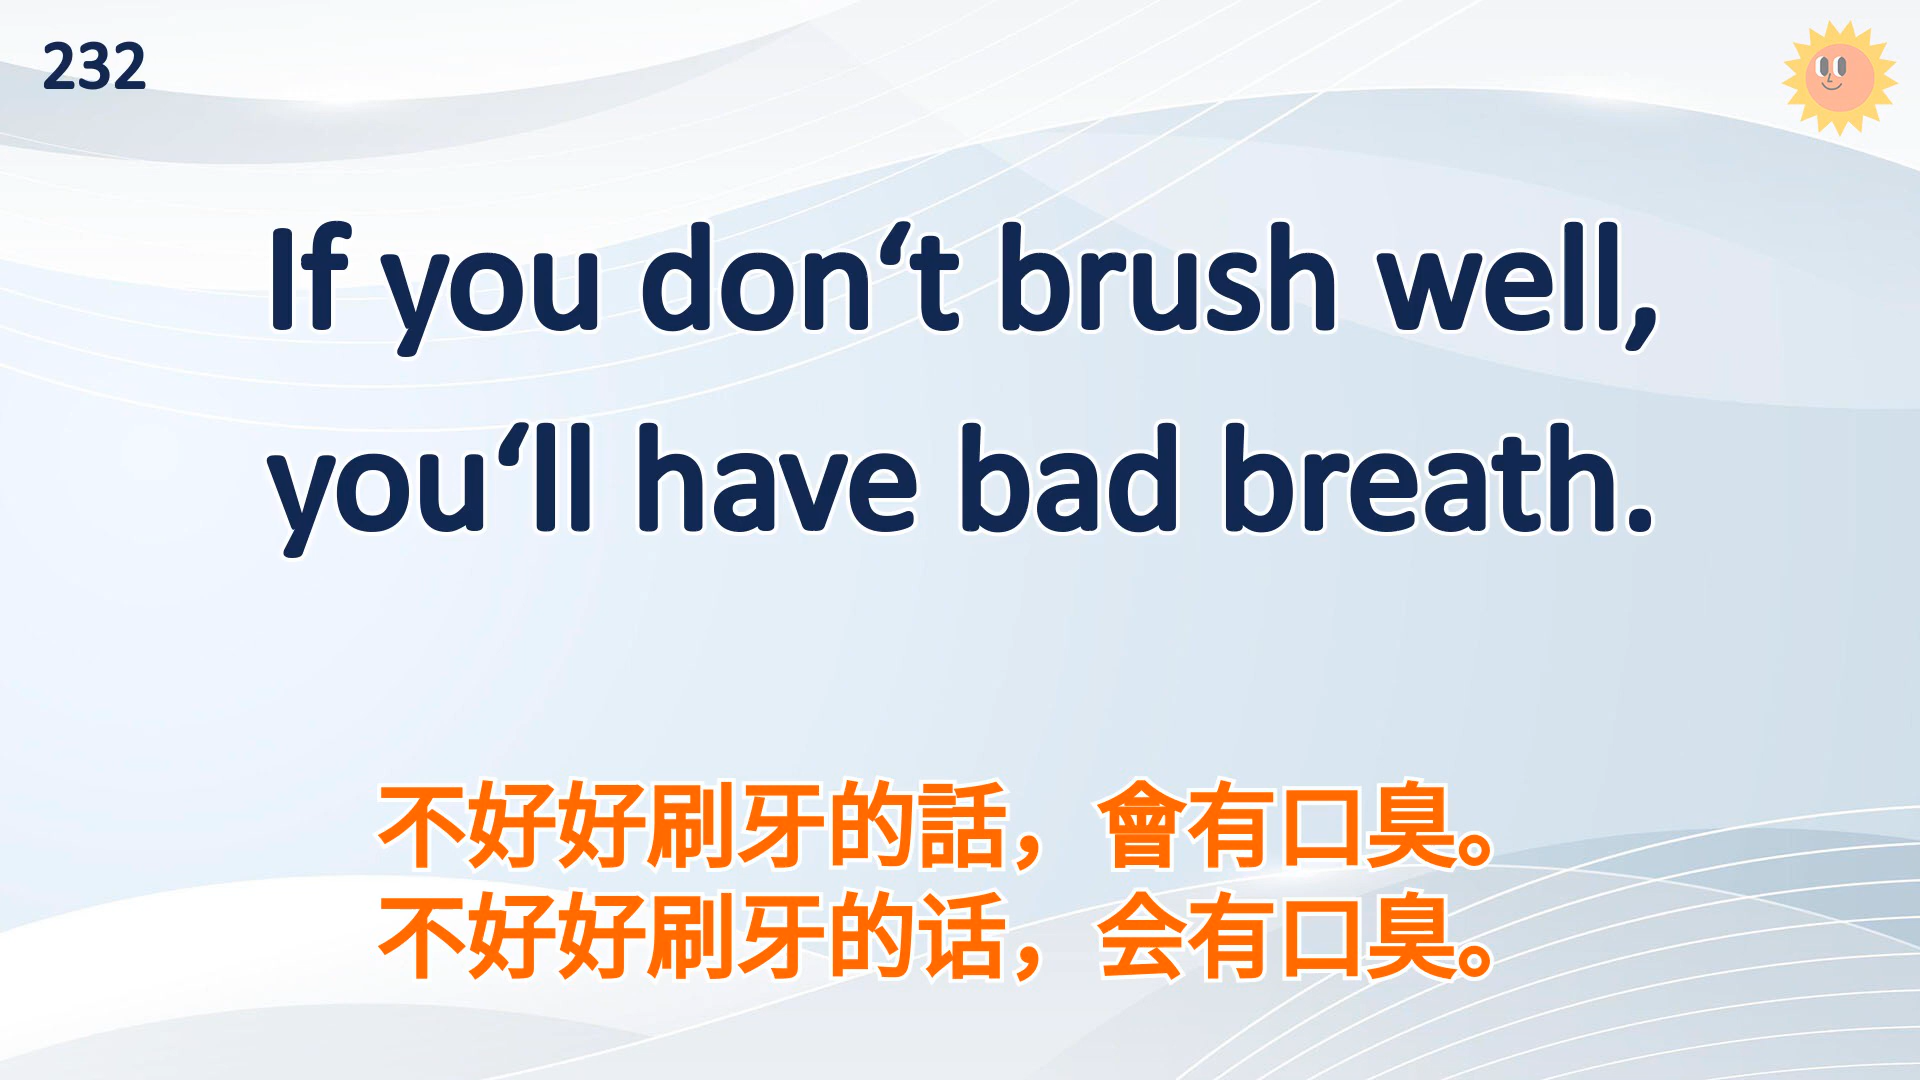 232
If you don‘t brush well,
you‘ll have bad breath.
不好好刷牙的話，會有口臭。
不好好刷牙的话，会有口臭。